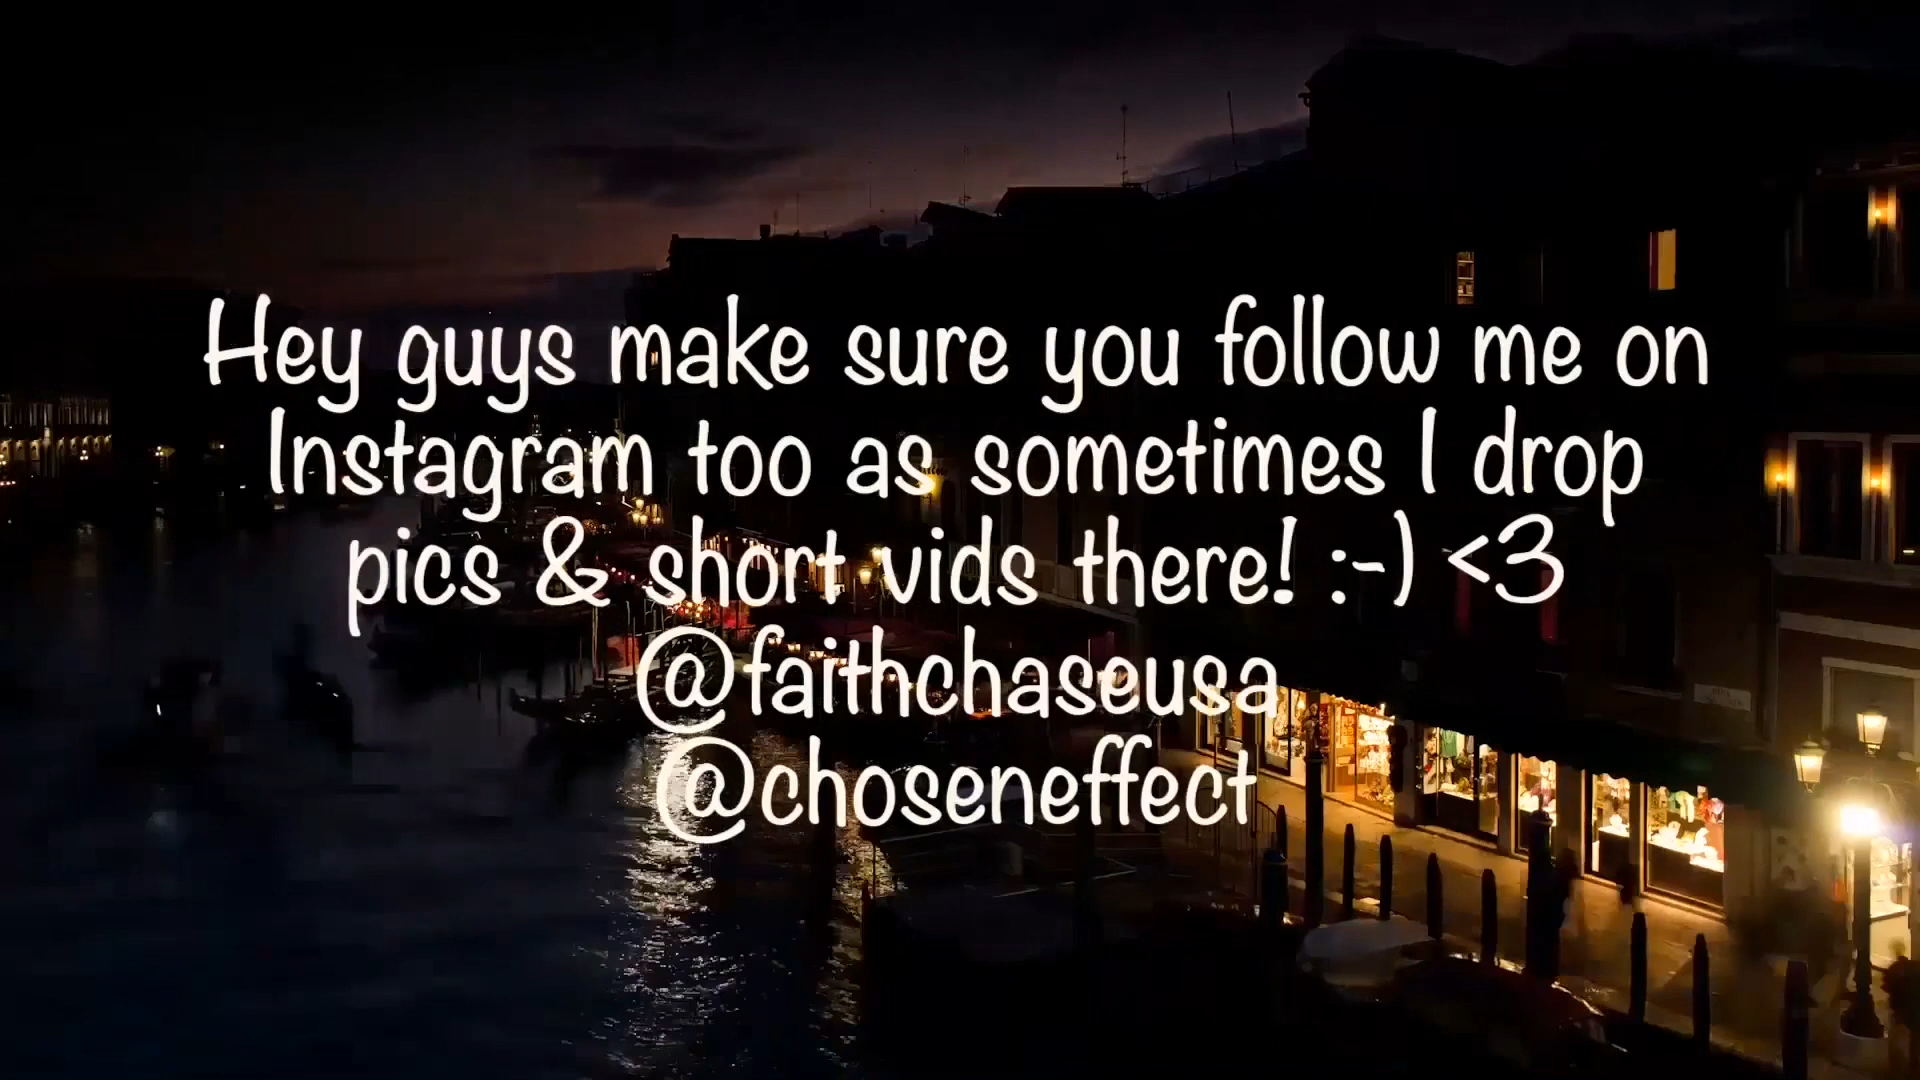 Hey guys make sure you follow me on
Instagram too as sometimes I drop
pics & short vids there! :-) <3
@faithchaseusa
@choseneffect